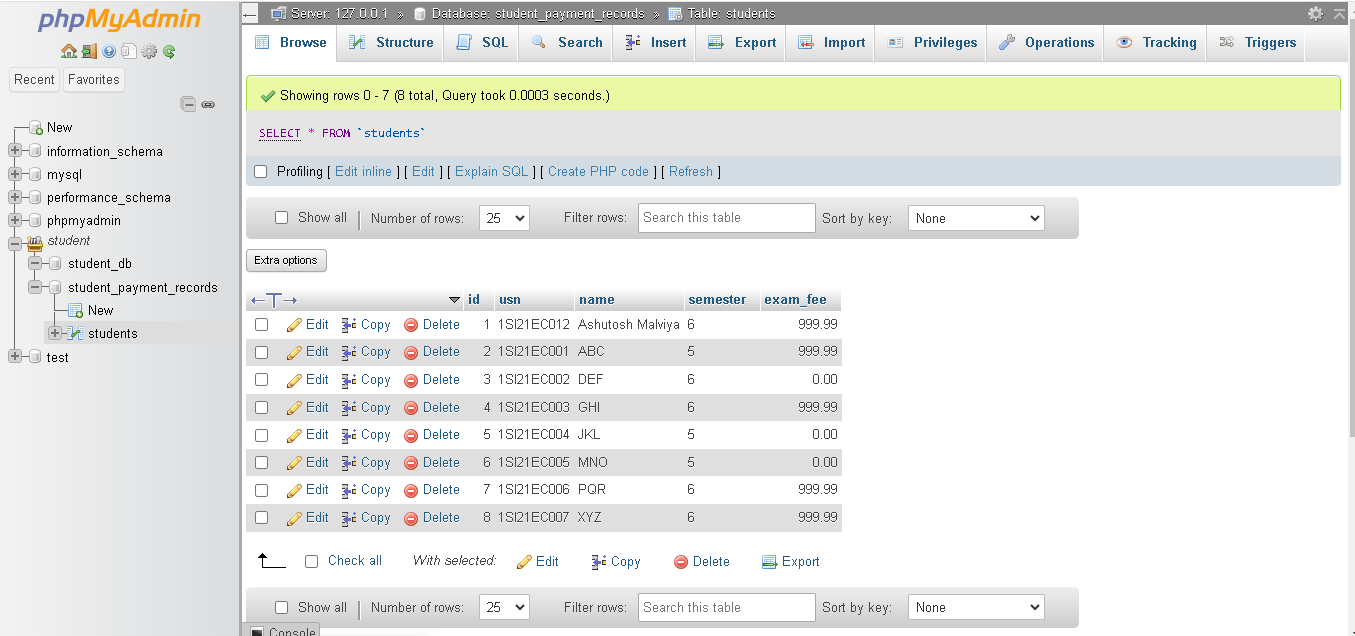 phpMyAdmin
Recent Favorites
New
information_schema
mysql
performance_schema
phpmyadmin
student
student_db
student_payment_records
New
students
test
Server: 127.0.0.1 » Database: student_payment_records » Table: students
Browse Structure SQL Search Insert Export Import Privileges Operations Tracking Triggers
Showing rows 0 - 7 (8 total, Query took 0.0003 seconds.)
SELECT * FROM `students`
Profiling [ Edit inline ] [ Edit ] [ Explain SQL ] [ Create PHP code ] [ Refresh ]
Show all | Number of rows: 25 Filter rows: Search this table Sort by key: None
Extra options
←T→ id usn name semester exam_fee
Edit Copy Delete 1 1SI21EC012 Ashutosh Malviya 6 999.99
Edit Copy Delete 2 1SI21EC001 ABC 5 999.99
Edit Copy Delete 3 1SI21EC002 DEF 6 0.00
Edit Copy Delete 4 1SI21EC003 GHI 6 999.99
Edit Copy Delete 5 1SI21EC004 JKL 5 0.00
Edit Copy Delete 6 1SI21EC005 MNO 5 0.00
Edit Copy Delete 7 1SI21EC006 PQR 6 999.99
Edit Copy Delete 8 1SI21EC007 XYZ 6 999.99
Check all With selected: Edit Copy Delete Export
Show all | Number of rows: 25 Filter rows: Search this table Sort by key: None
Console